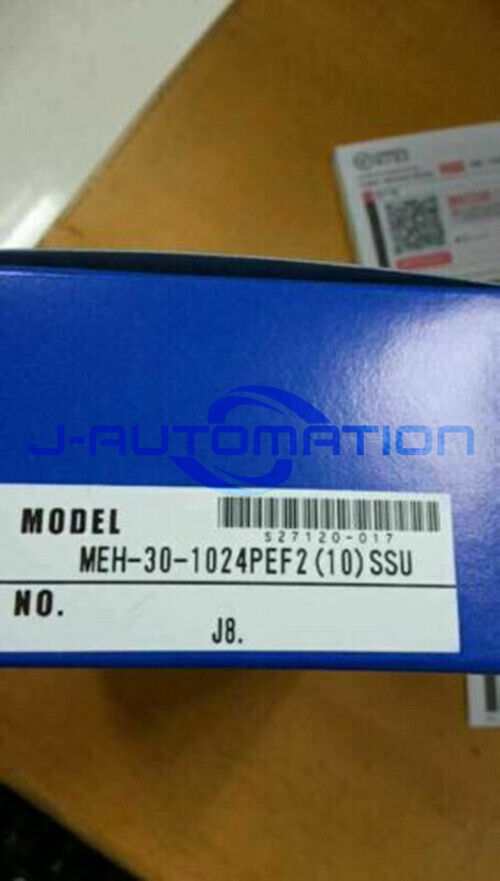 J-AUTOMATION
MODEL
S27120-017
MEH-30-1024PEF2(10)SSU
NO.
J8.